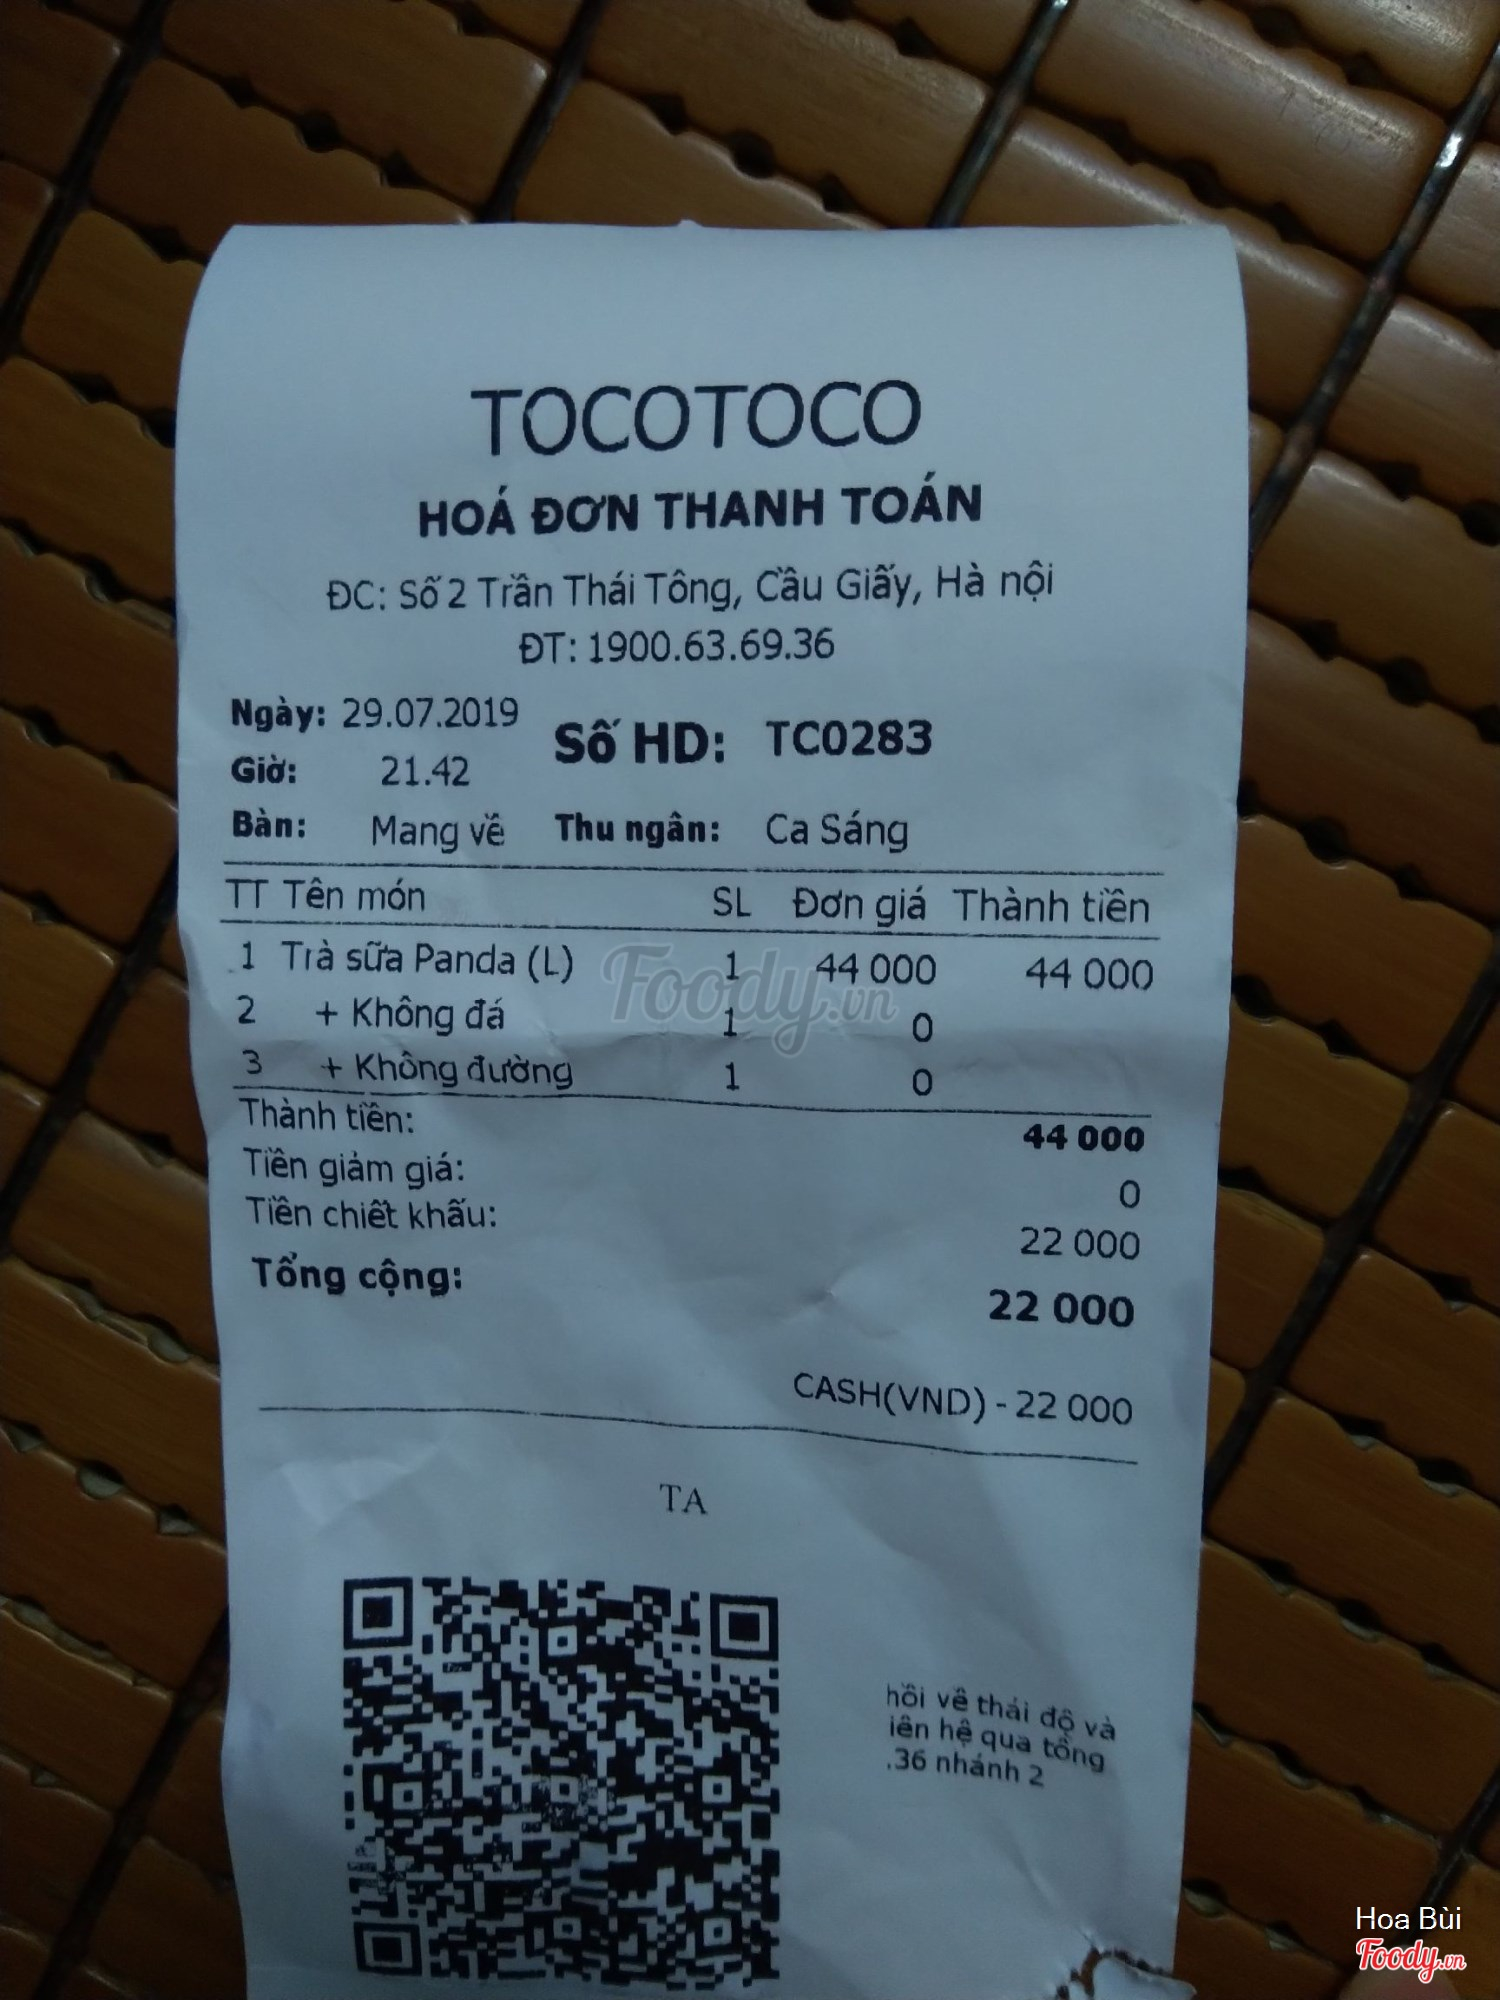 TOCOTOCO
HOÁ ĐƠN THANH TOÁN
ĐC: Số 2 Trần Thái Tông, Cầu Giấy, Hà nội
ĐT: 1900.63.69.36
Ngày: 29.07.2019 Số HD: TC0283
Giờ: 21.42
Bàn: Mang về Thu ngân: Ca Sáng
TT Tên món SL Đơn giá Thành tiền
1 Trà sữa Panda (L) 1 44 000 44 000
2 + Không đá 1 0
3 + Không đường 1 0
Foody.vn
Thành tiền: 44 000
Tiền giảm giá: 0
Tiền chiết khấu: 22 000
Tổng cộng: 22 000
CASH(VND) - 22 000
TA
hồi về thái độ và
iên hệ qua tổng
.36 nhánh 2
Hoa Bùi
Foody.vn